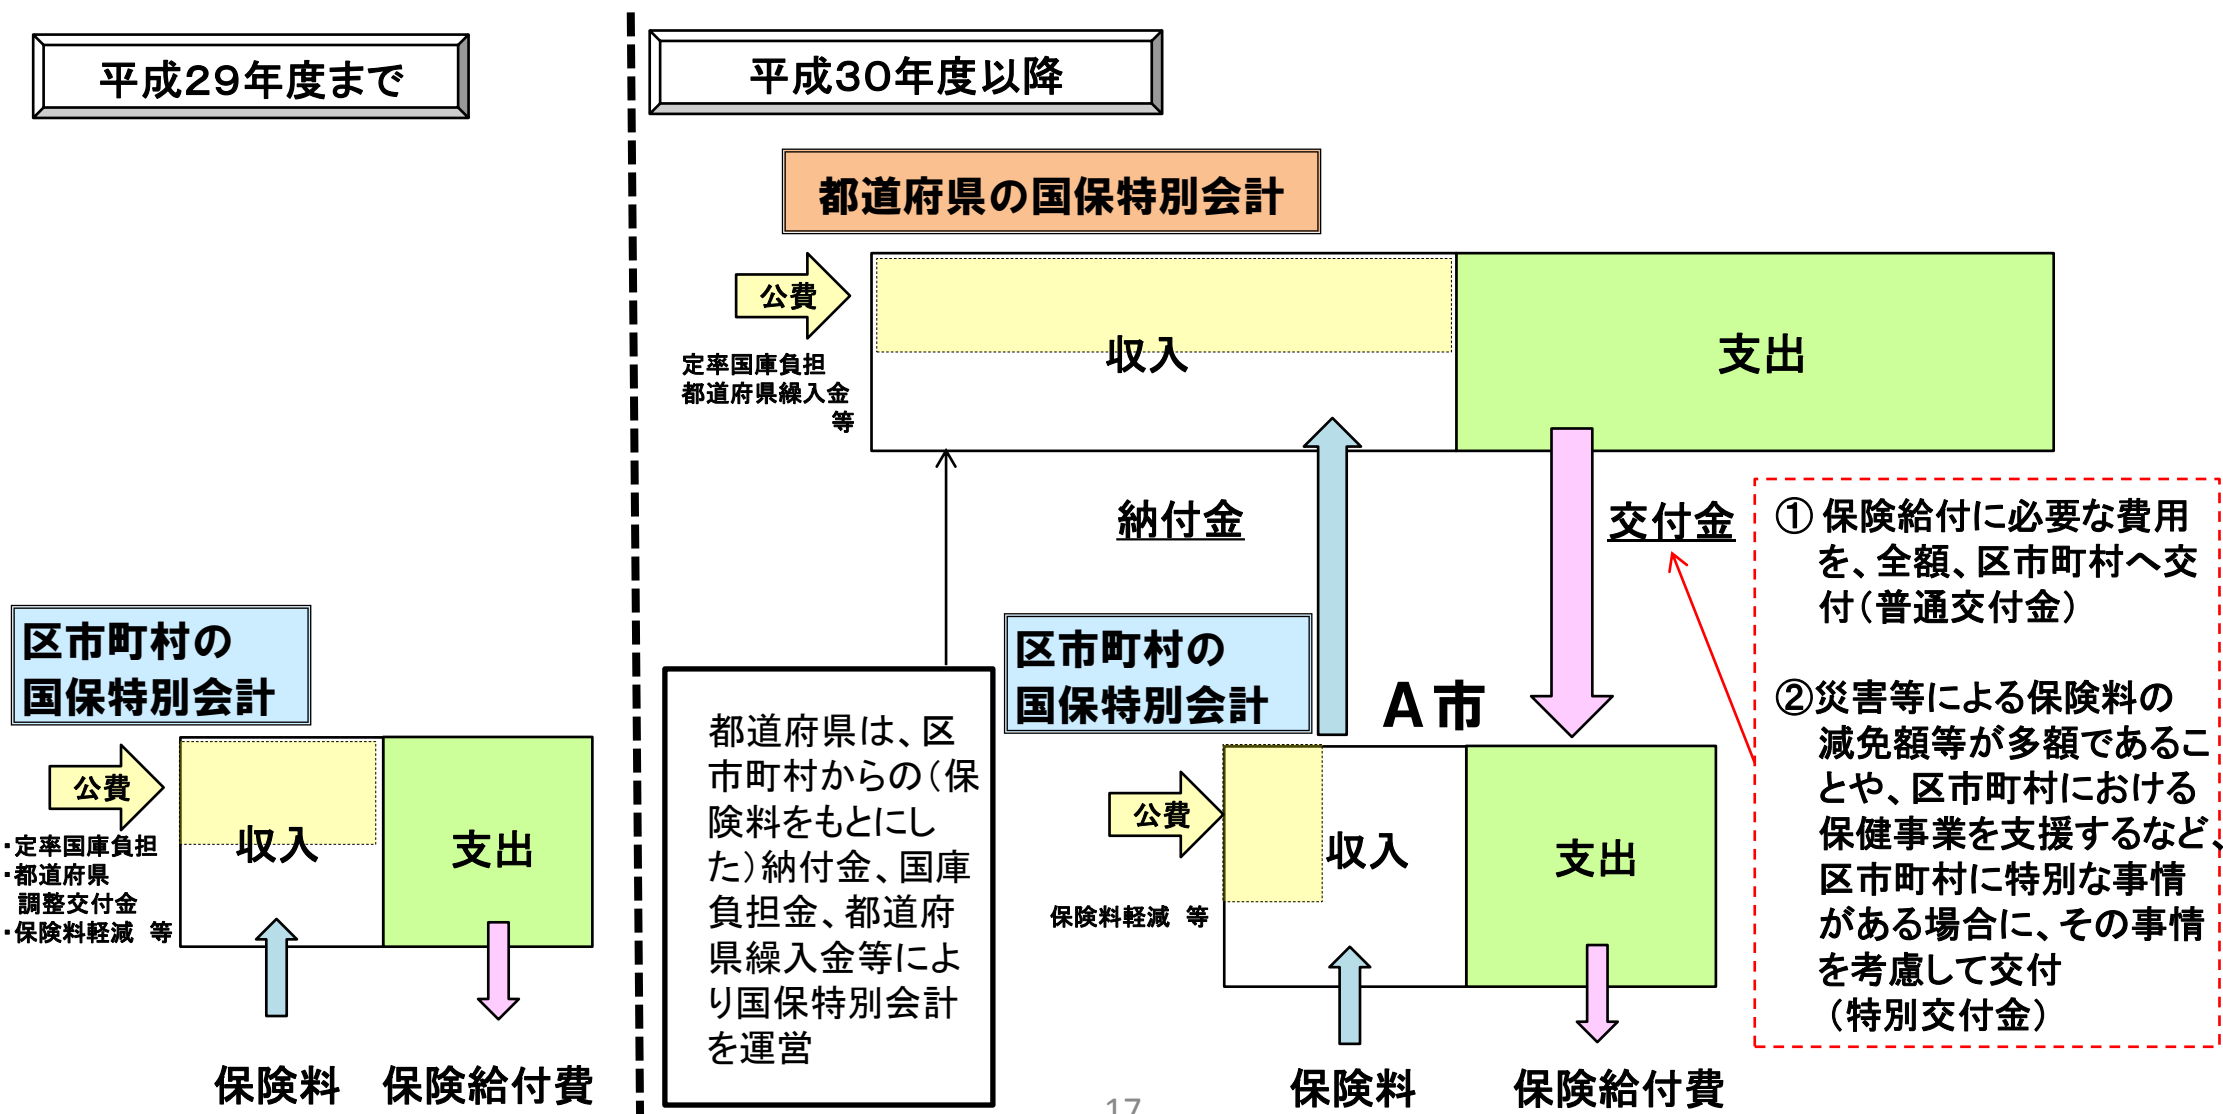 平成29年度まで
区市町村の
国保特別会計
公費
・定率国庫負担
・都道府県
調整交付金
・保険料軽減 等
収入
支出
保険料
保険給付費
平成30年度以降
都道府県の国保特別会計
公費
定率国庫負担
都道府県繰入金
等
収入
支出
納付金
交付金
① 保険給付に必要な費用
を、全額、区市町村へ交
付（普通交付金）
②災害等による保険料の
減免額等が多額であるこ
とや、区市町村における
保健事業を支援するなど、
区市町村に特別な事情
がある場合に、その事情
を考慮して交付
（特別交付金）
都道府県は、区
市町村からの（保
険料をもとにし
た）納付金、国庫
負担金、都道府
県繰入金等によ
り国保特別会計
を運営
区市町村の
国保特別会計
A市
公費
保険料軽減 等
収入
支出
保険料
保険給付費
17